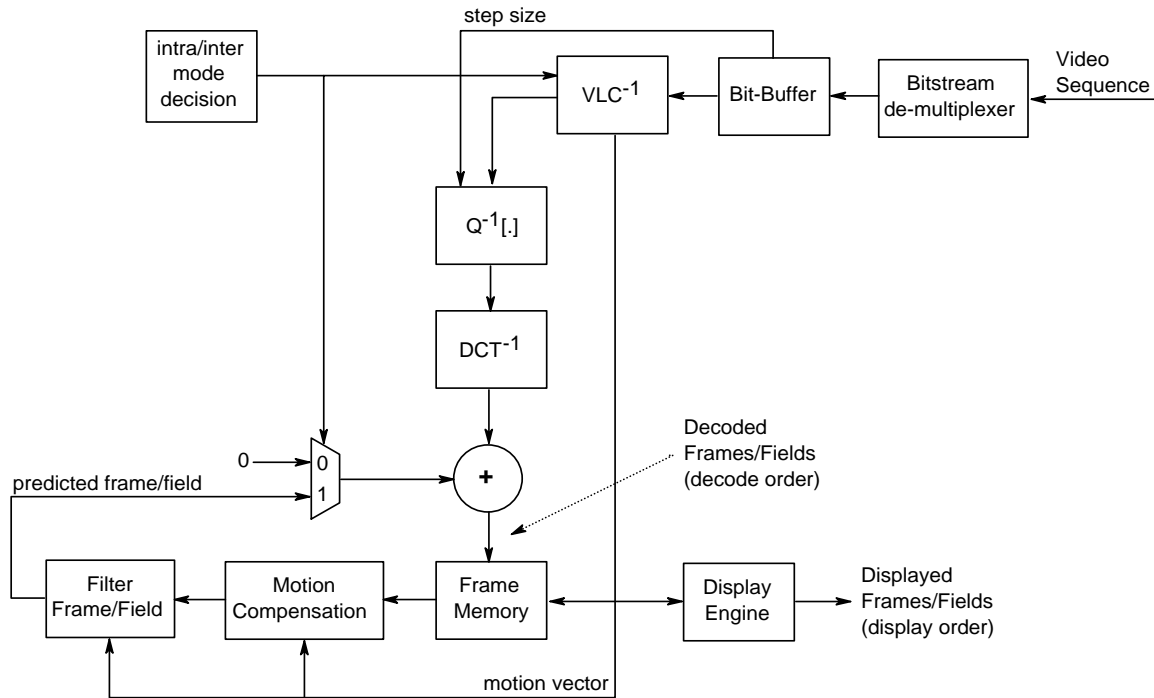 step size
intra/inter
mode
decision
VLC-1
Bit-Buffer
Bitstream
de-multiplexer
Video
Sequence
Q-1[.]
DCT-1
Decoded
Frames/Fields
(decode order)
0
0
1
+
predicted frame/field
Filter
Frame/Field
Motion
Compensation
Frame
Memory
Display
Engine
Displayed
Frames/Fields
(display order)
motion vector